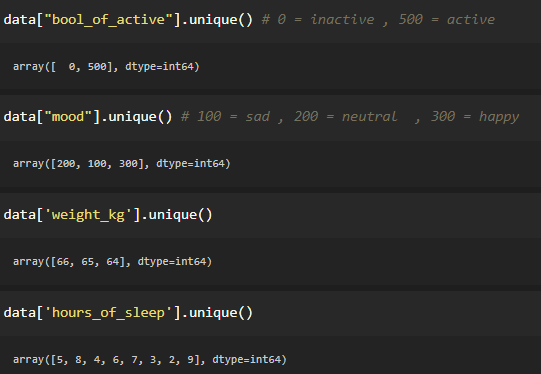 data["bool_of_active"].unique() # 0 = inactive , 500 = active
array([  0, 500], dtype=int64)
data["mood"].unique() # 100 = sad , 200 = neutral  , 300 = happy
array([200, 100, 300], dtype=int64)
data['weight_kg'].unique()
array([66, 65, 64], dtype=int64)
data['hours_of_sleep'].unique()
array([5, 8, 4, 6, 7, 3, 2, 9], dtype=int64)